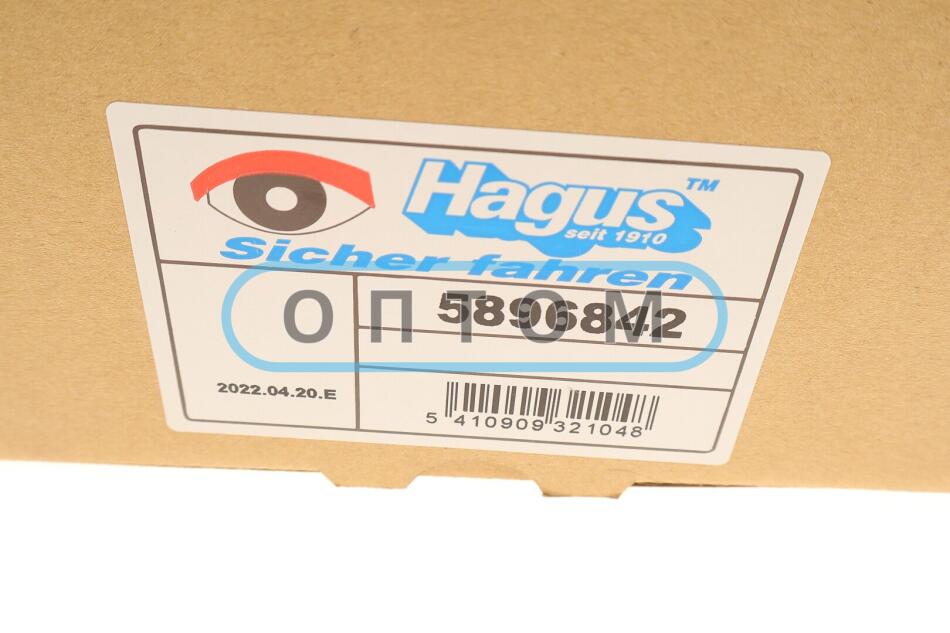 Hagus™
seit 1910
Sicher fahren
5896842
ОПТОМ
2022.04.20.E
5 410909 321048